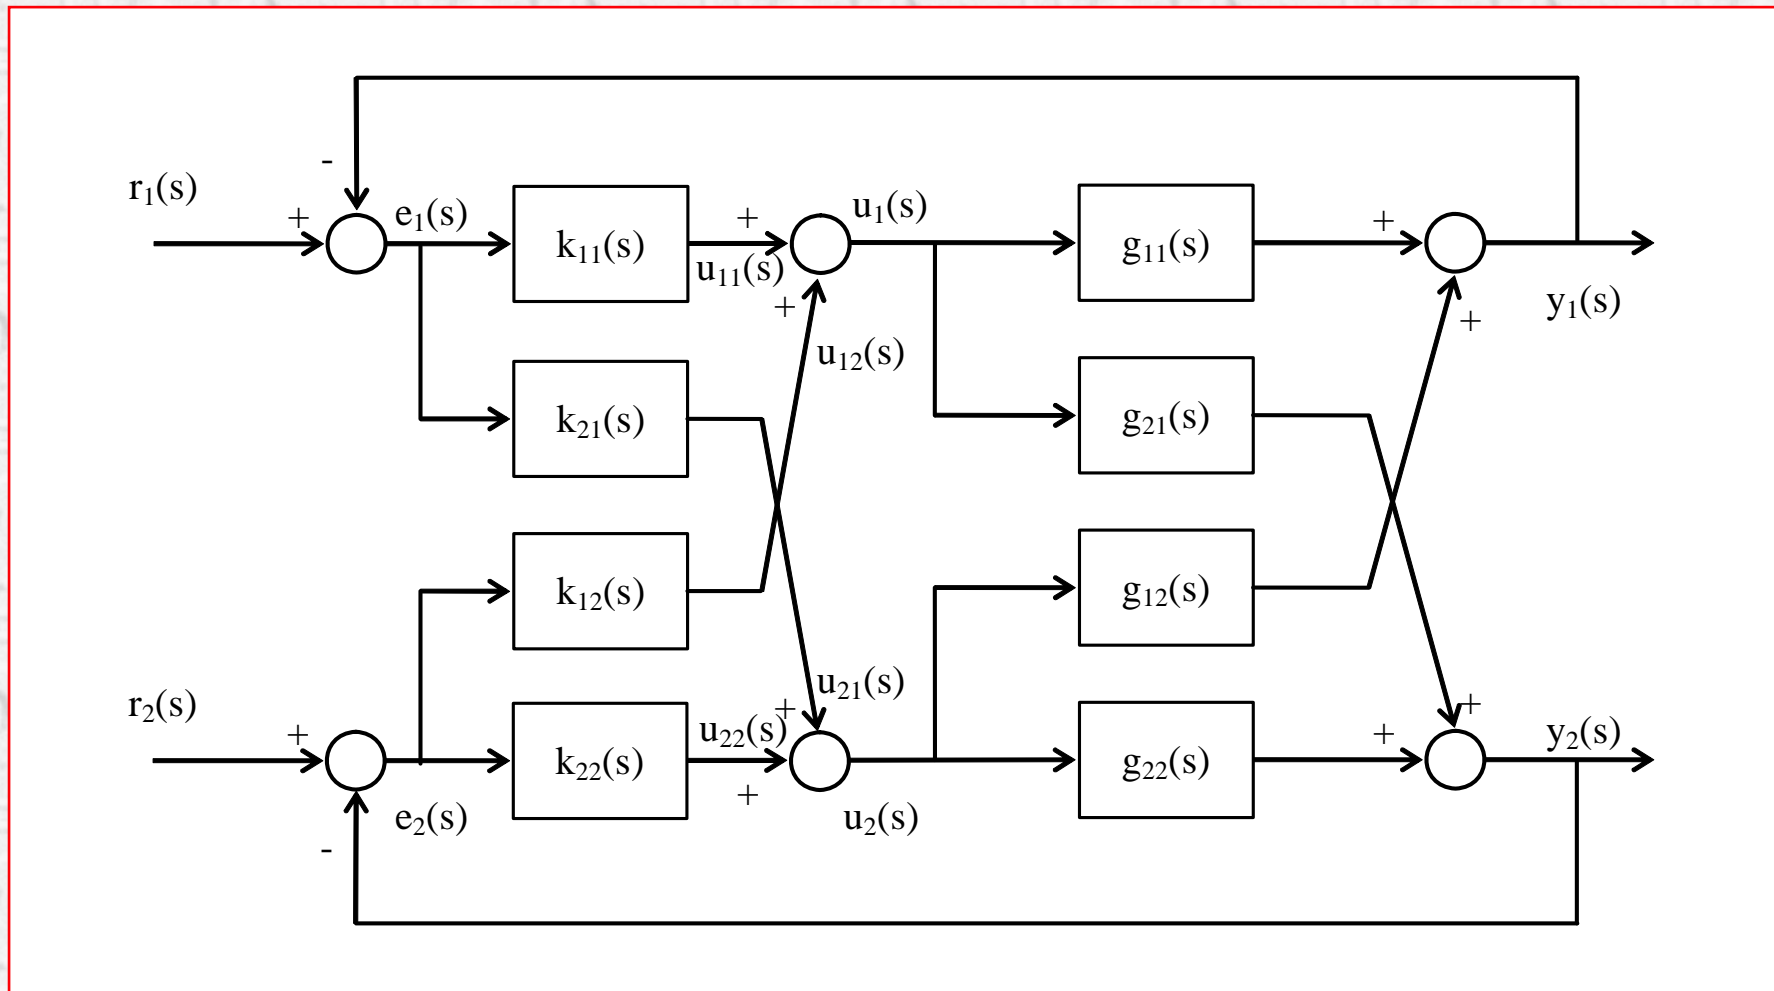 -
r₁(s)
+
e₁(s)
k₁₁(s)
+
u₁₁(s)
u₁(s)
+
g₁₁(s)
+
y₁(s)
+
u₁₂(s)
k₂₁(s)
g₂₁(s)
k₁₂(s)
g₁₂(s)
r₂(s)
+
e₂(s)
-
k₂₂(s)
u₂₂(s)
+
u₂₁(s)
+
u₂(s)
g₂₂(s)
+
+
y₂(s)